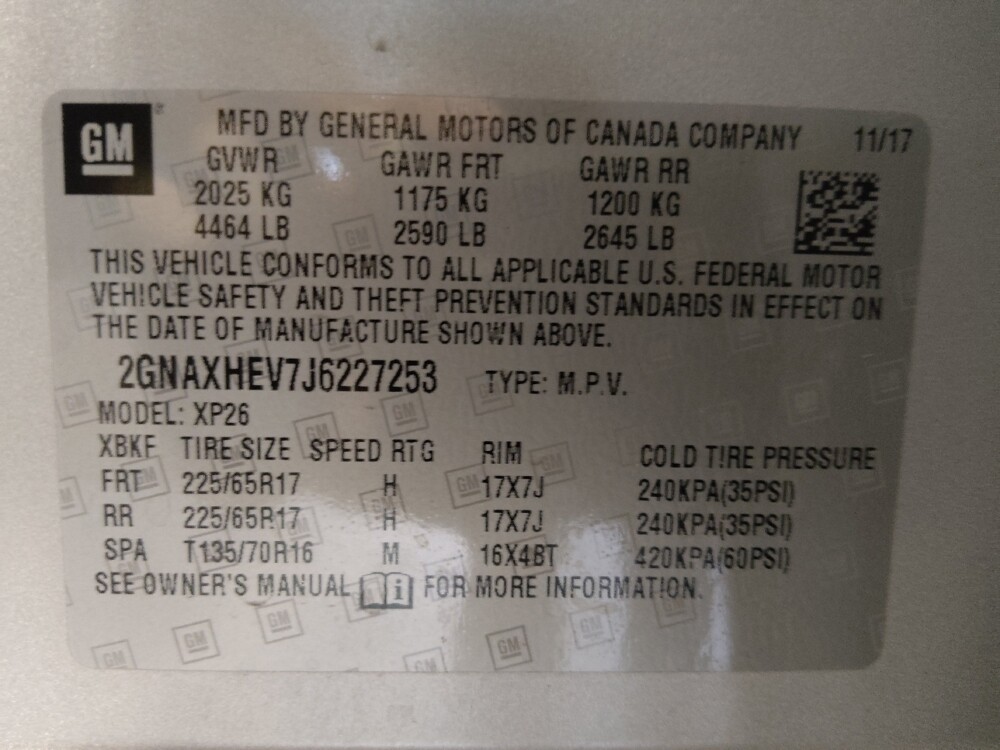 GM ® MFD BY GENERAL MOTORS OF CANADA COMPANY 11/17
GVWR GAWR FRT GAWR RR
2025 KG 1175 KG 1200 KG
4464 LB 2590 LB 2645 LB
THIS VEHICLE CONFORMS TO ALL APPLICABLE U.S. FEDERAL MOTOR
VEHICLE SAFETY AND THEFT PREVENTION STANDARDS IN EFFECT ON
THE DATE OF MANUFACTURE SHOWN ABOVE.
2GNAXHEV7J6227253 TYPE: M.P.V.
MODEL: XP26
XBKF TIRE SIZE SPEED RTG RIM COLD TIRE PRESSURE
FRT 225/65R17 H 17X7J 240KPA(35PSI)
RR 225/65R17 H 17X7J 240KPA(35PSI)
SPA T135/70R16 M 16X4BT 420KPA(60PSI)
SEE OWNER'S MANUAL i FOR MORE INFORMATION.